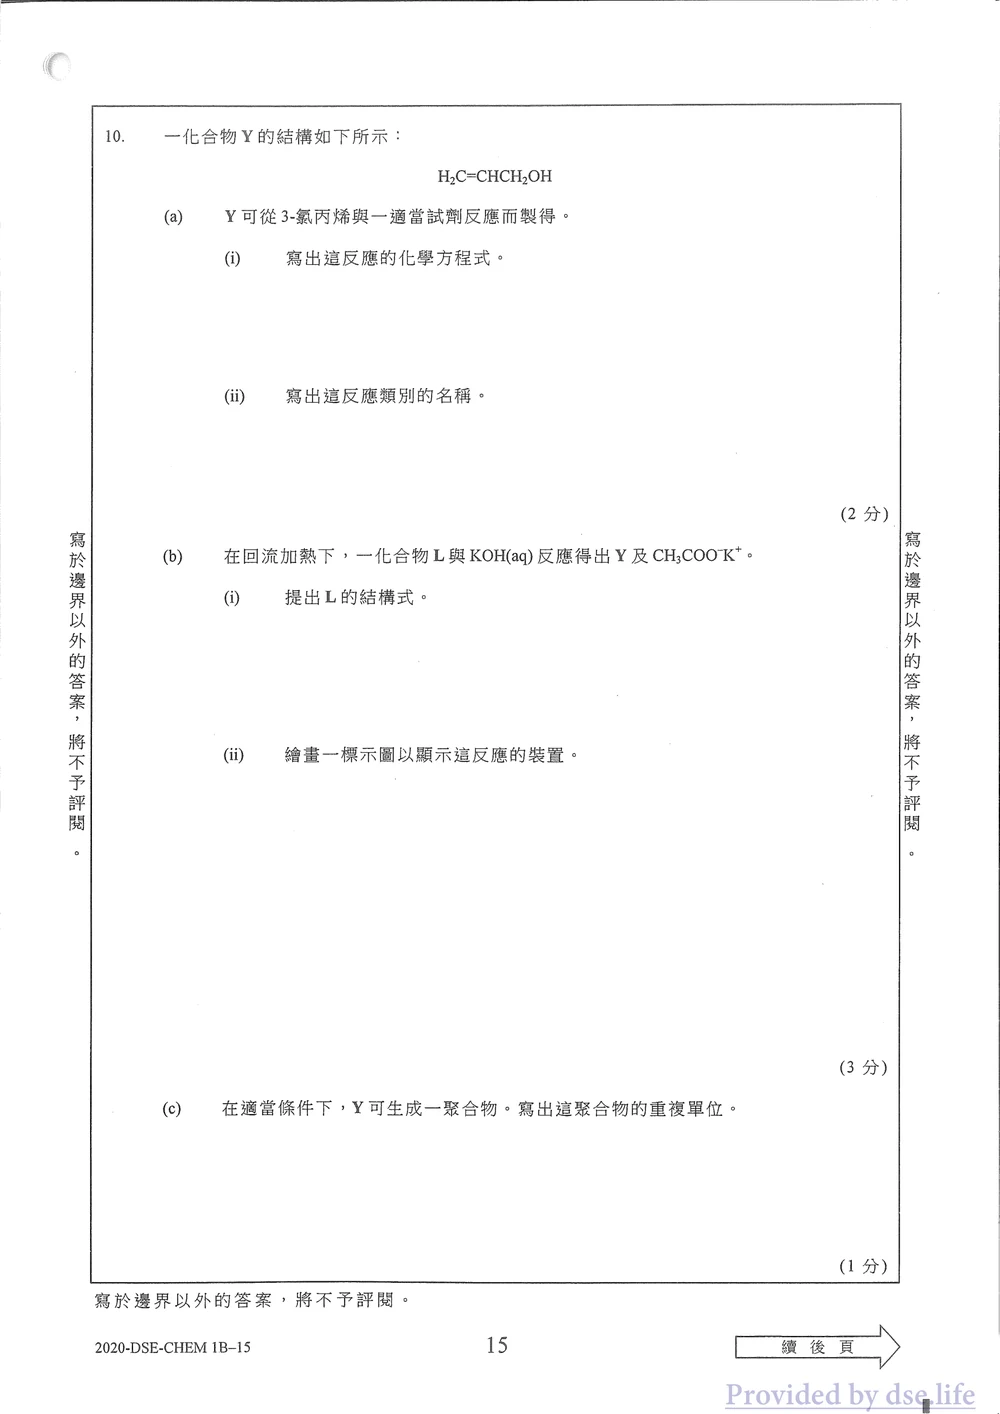 10. 一化合物 Y 的結構如下所示：
H₂C=CHCH₂OH
(a) Y 可從 3-氯丙烯與一適當試劑反應而製得。
(i) 寫出這反應的化學方程式。
(ii) 寫出這反應類別的名稱。
(2 分)
(b) 在回流加熱下，一化合物 L 與 KOH(aq) 反應得出 Y 及 CH₃COO⁻K⁺。
(i) 提出 L 的結構式。
(ii) 繪畫一標示圖以顯示這反應的裝置。
(3 分)
(c) 在適當條件下，Y 可生成一聚合物。寫出這聚合物的重複單位。
(1 分)
寫於邊界以外的答案，將不予評閱。
寫於邊界以外的答案，將不予評閱。
寫於邊界以外的答案，將不予評閱。
2020-DSE-CHEM 1B–15
15
續後頁
Provided by dse.life